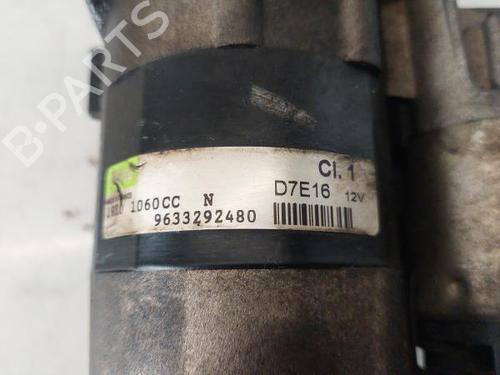 B-PARTS
Cl. 1
1060CC N
D7E16 12V
9633292480